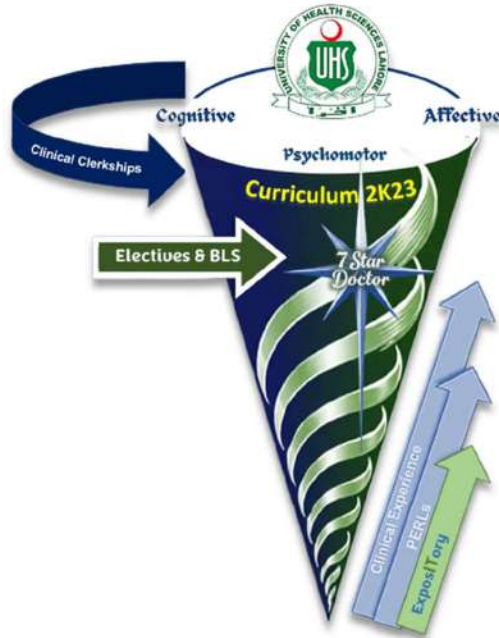 UNIVERSITY OF HEALTH SCIENCES LAHORE
UHS
اقرأ
Cognitive
Affective
Psychomotor
Clinical Clerkships
Curriculum 2K23
Electives & BLS
7 Star
Doctor
Clinical Experience
PERLs
ExposiTory